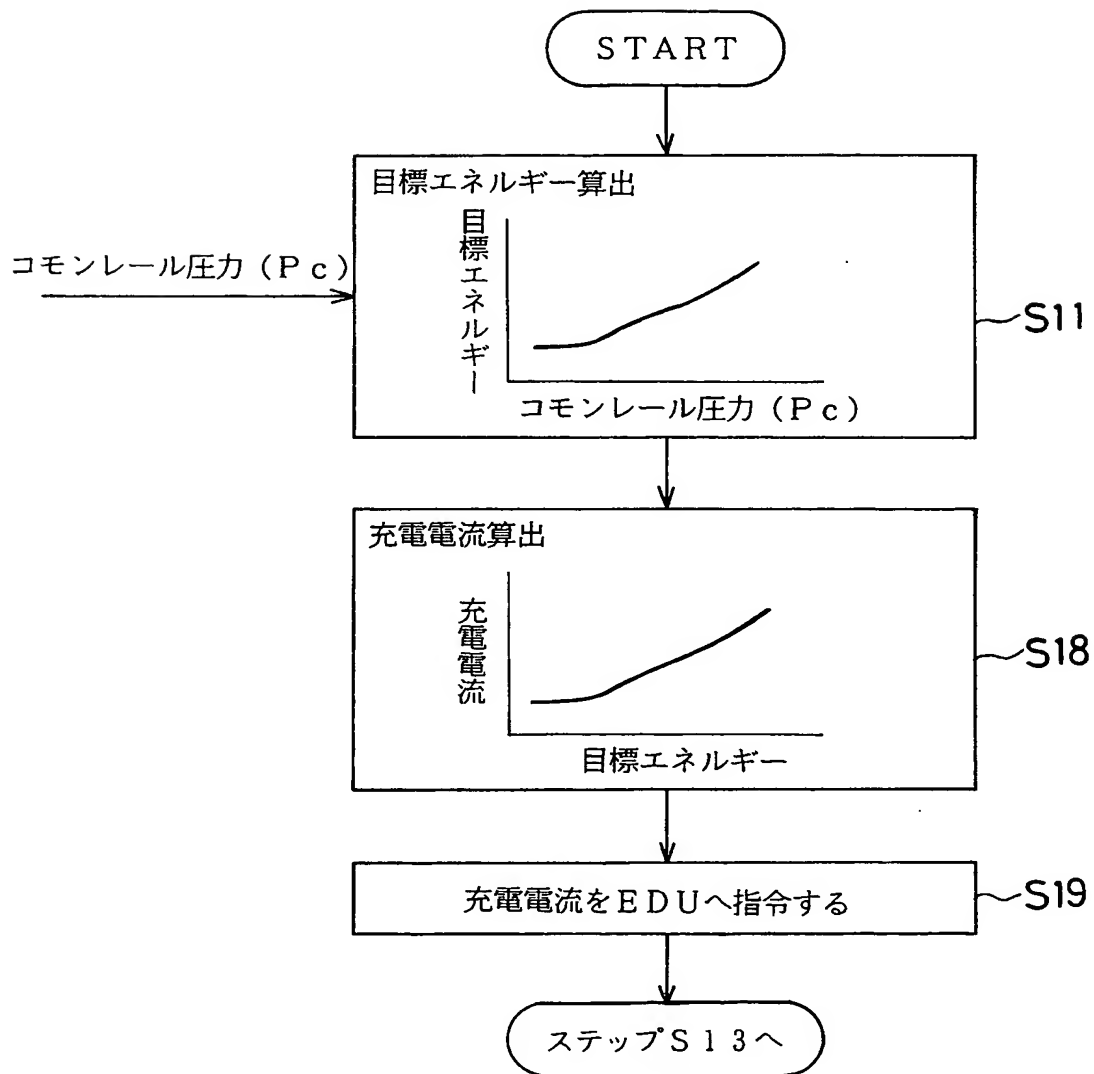 START
目標エネルギー算出
目標エネルギー
コモンレール圧力(Pc)
コモンレール圧力(Pc)
S11
充電電流算出
充電電流
目標エネルギー
S18
充電電流をEDUへ指令する
S19
ステップS13へ